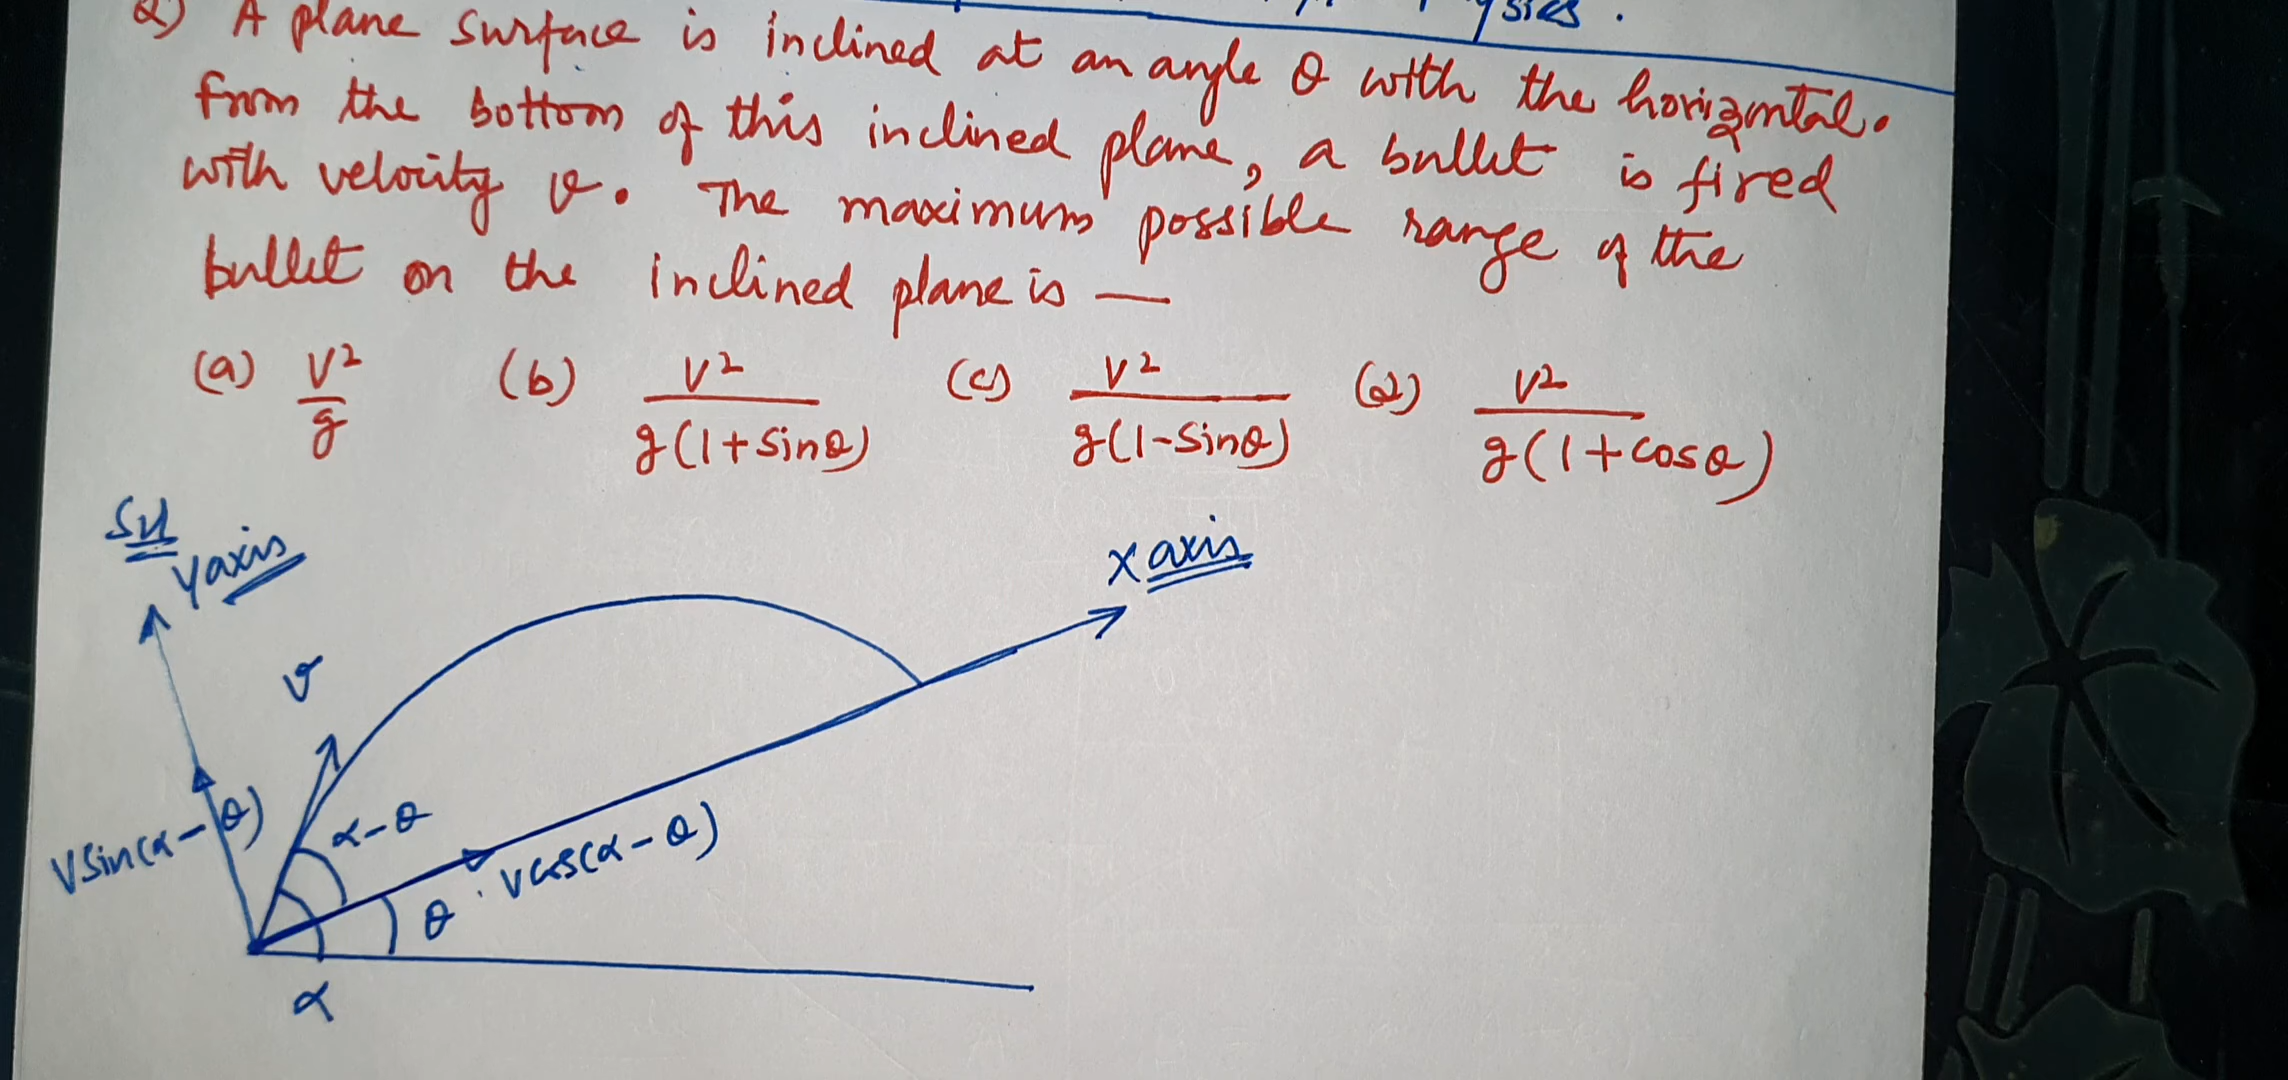 sics.
2) A plane surface is inclined at an angle θ with the horizontal.
from the bottom of this inclined plane, a bullet is fired
with velocity v. The maximum possible range of the
bullet on the inclined plane is —
(a) V²/g (b) V²/g(1+sinθ) (c) V²/g(1-sinθ) (d) V²/g(1+cosθ)
Sol
Y axis
X axis
v
Vsin(α-θ)
α-θ
θ
vcos(α-θ)
α